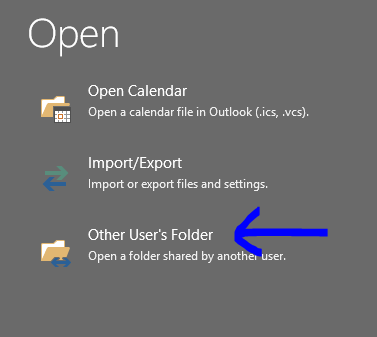 Open
Open Calendar
Open a calendar file in Outlook (.ics, .vcs).
Import/Export
Import or export files and settings.
Other User's Folder
Open a folder shared by another user.